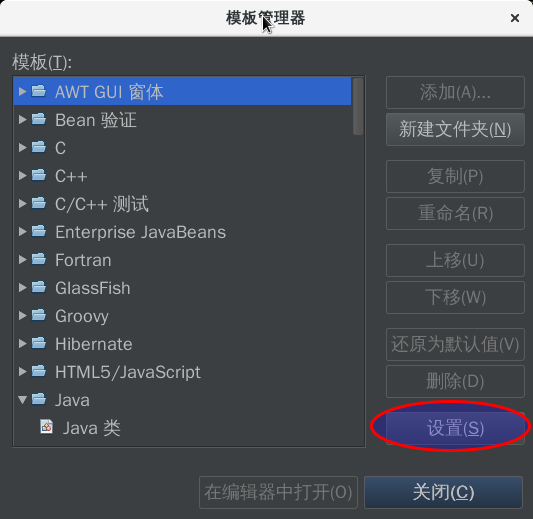 模板管理器
模板(T):
AWT GUI 窗体
Bean 验证
C
C++
C/C++ 测试
Enterprise JavaBeans
Fortran
GlassFish
Groovy
Hibernate
HTML5/JavaScript
Java
Java 类
添加(A)...
新建文件夹(N)
复制(P)
重命名(R)
上移(U)
下移(W)
还原为默认值(V)
删除(D)
设置(S)
在编辑器中打开(O)
关闭(C)